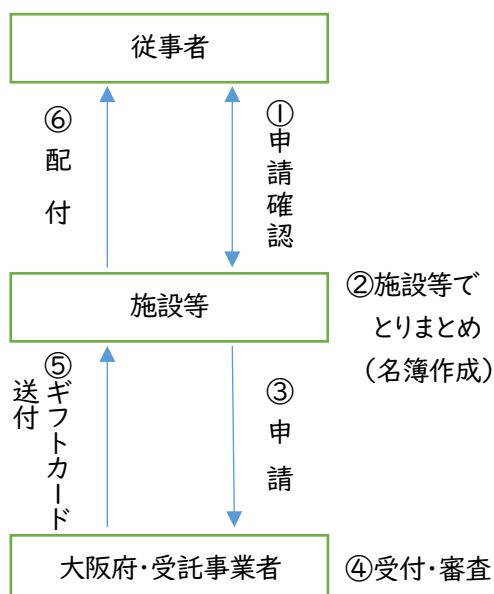 従事者
⑥配付
①申請確認
施設等
②施設等で
とりまとめ
（名簿作成）
⑤ギフトカード
送付
③申請
大阪府・受託事業者
④受付・審査